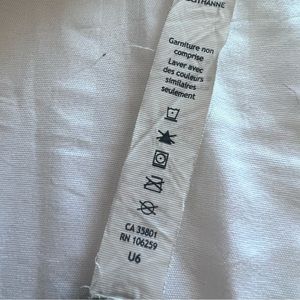 Garniture non
comprise
Laver avec
des couleurs
similaires
seulement
CA 35801
RN 106259
U6